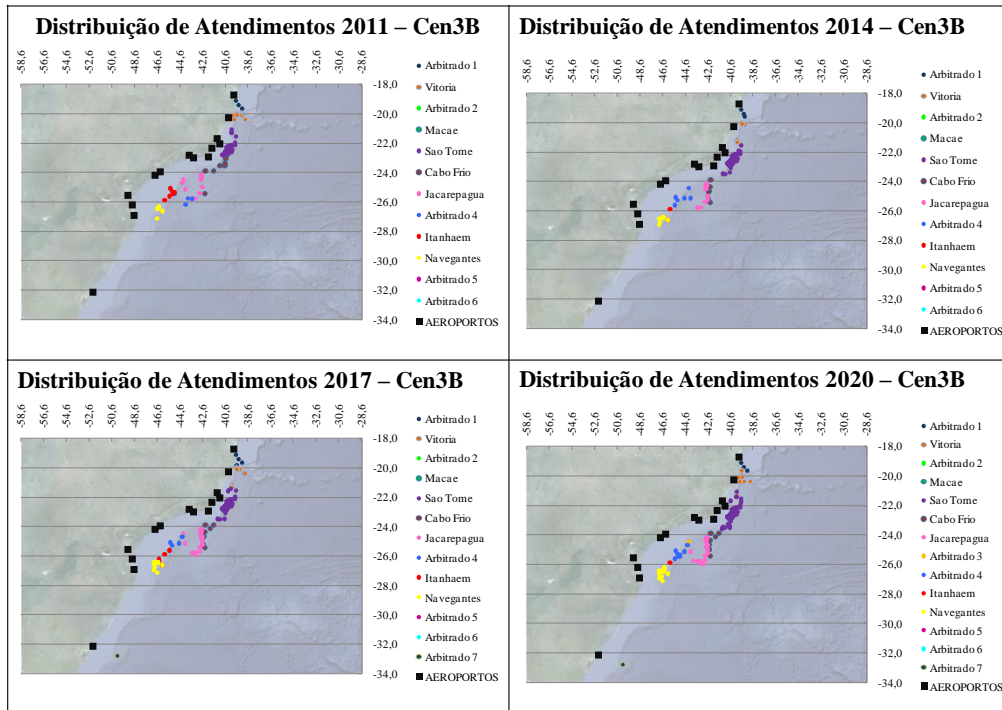 Distribuição de Atendimentos 2011 – Cen3B
-58,6
-56,6
-54,6
-52,6
-50,6
-48,6
-46,6
-44,6
-42,6
-40,6
-38,6
-36,6
-34,6
-32,6
-30,6
-28,6
-18,0
-20,0
-22,0
-24,0
-26,0
-28,0
-30,0
-32,0
-34,0
Arbitrado 1
Vitoria
Arbitrado 2
Macae
Sao Tome
Cabo Frio
Jacarepagua
Arbitrado 4
Itanhaem
Navegantes
Arbitrado 5
Arbitrado 6
AEROPORTOS
Distribuição de Atendimentos 2014 – Cen3B
-58,6
-56,6
-54,6
-52,6
-50,6
-48,6
-46,6
-44,6
-42,6
-40,6
-38,6
-36,6
-34,6
-32,6
-30,6
-28,6
-18,0
-20,0
-22,0
-24,0
-26,0
-28,0
-30,0
-32,0
-34,0
Arbitrado 1
Vitoria
Arbitrado 2
Macae
Sao Tome
Cabo Frio
Jacarepagua
Arbitrado 4
Itanhaem
Navegantes
Arbitrado 5
Arbitrado 6
AEROPORTOS
Distribuição de Atendimentos 2017 – Cen3B
-58,6
-56,6
-54,6
-52,6
-50,6
-48,6
-46,6
-44,6
-42,6
-40,6
-38,6
-36,6
-34,6
-32,6
-30,6
-28,6
-18,0
-20,0
-22,0
-24,0
-26,0
-28,0
-30,0
-32,0
-34,0
Arbitrado 1
Vitoria
Arbitrado 2
Macae
Sao Tome
Cabo Frio
Jacarepagua
Arbitrado 4
Itanhaem
Navegantes
Arbitrado 5
Arbitrado 6
Arbitrado 7
AEROPORTOS
Distribuição de Atendimentos 2020 – Cen3B
-58,6
-56,6
-54,6
-52,6
-50,6
-48,6
-46,6
-44,6
-42,6
-40,6
-38,6
-36,6
-34,6
-32,6
-30,6
-28,6
-18,0
-20,0
-22,0
-24,0
-26,0
-28,0
-30,0
-32,0
-34,0
Arbitrado 1
Vitoria
Arbitrado 2
Macae
Sao Tome
Cabo Frio
Jacarepagua
Arbitrado 3
Arbitrado 4
Itanhaem
Navegantes
Arbitrado 5
Arbitrado 6
Arbitrado 7
AEROPORTOS